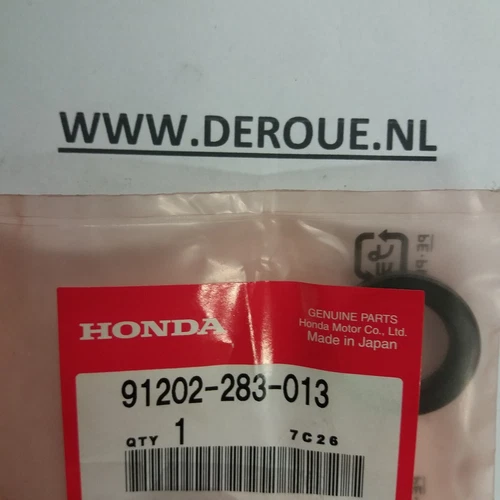 WWW.DEROUE.NL
HONDA
GENUINE PARTS
Honda Motor Co., Ltd.
Made in Japan
91202-283-013
QTY 1 7C26